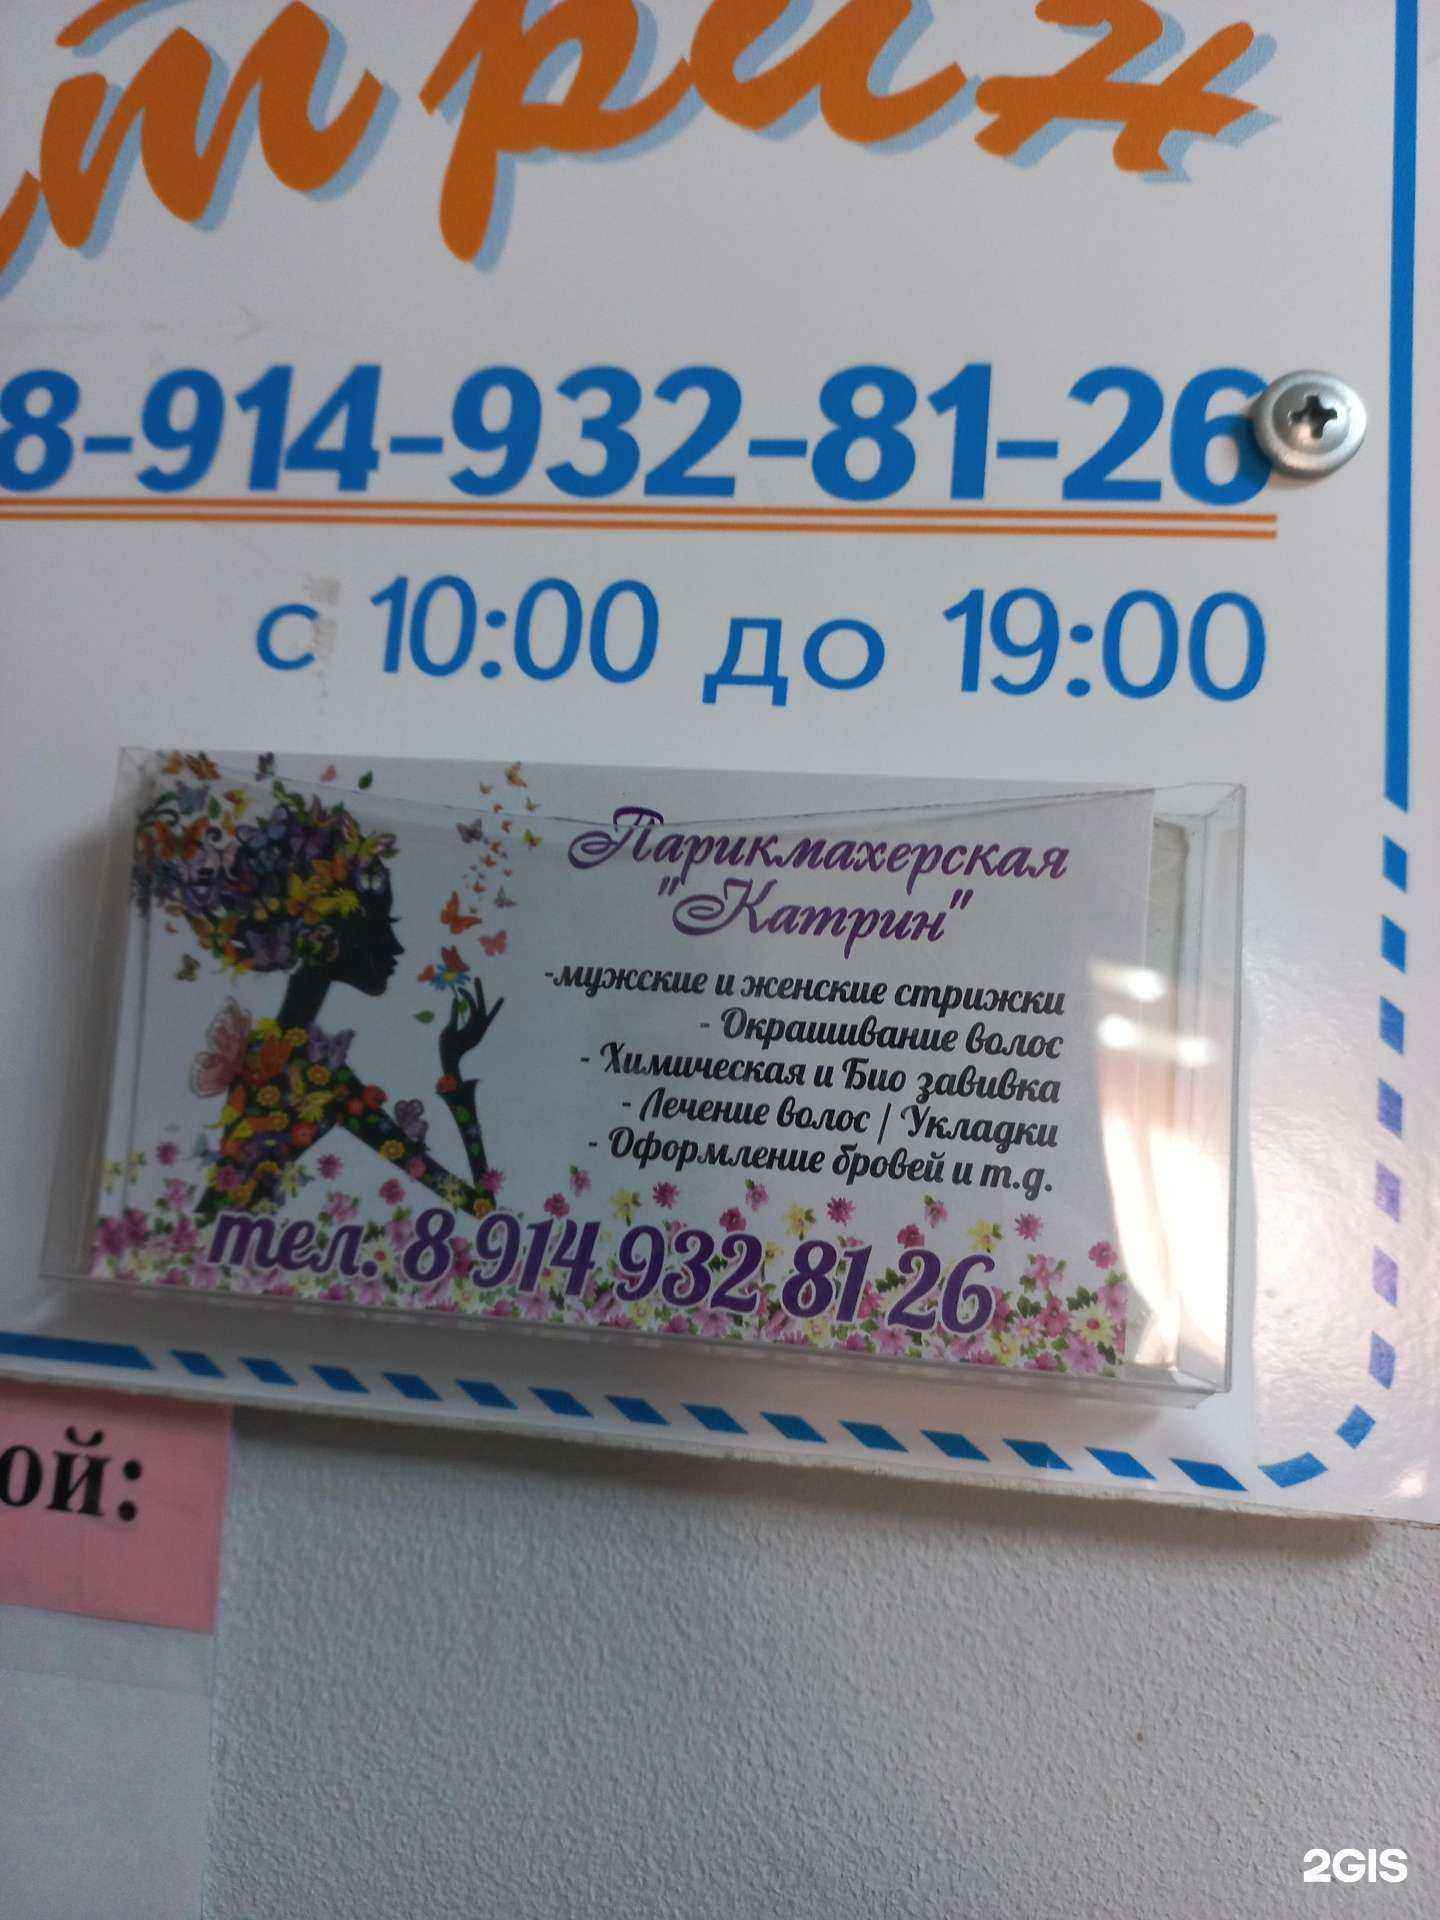 трин
8-914-932-81-26
с 10:00 до 19:00
Парикмахерская
"Катрин"
-мужские и женские стрижки
- Окрашивание волос
- Химическая и Био завивка
- Лечение волос / Укладки
- Оформление бровей и т.д.
тел. 8 914 932 81 26
ой:
2GIS